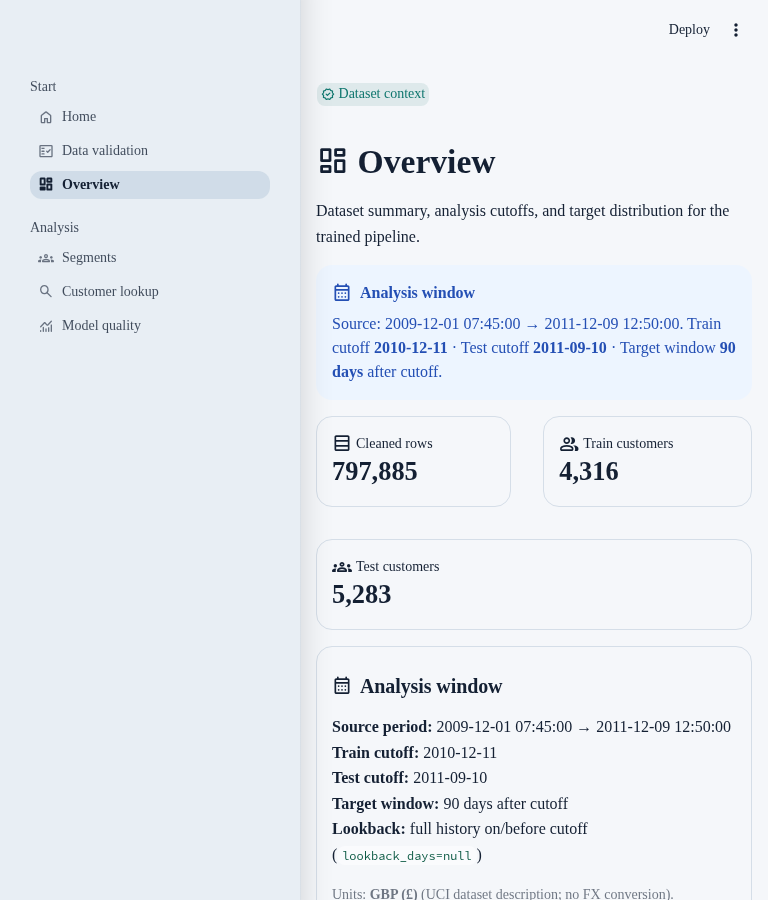 Deploy
Start
Home
Data validation
Overview
Analysis
Segments
Customer lookup
Model quality
Dataset context
Overview
Dataset summary, analysis cutoffs, and target distribution for the
trained pipeline.
Analysis window
Source: 2009-12-01 07:45:00 → 2011-12-09 12:50:00. Train
cutoff 2010-12-11 · Test cutoff 2011-09-10 · Target window 90
days after cutoff.
Cleaned rows
797,885
Train customers
4,316
Test customers
5,283
Analysis window
Source period: 2009-12-01 07:45:00 → 2011-12-09 12:50:00
Train cutoff: 2010-12-11
Test cutoff: 2011-09-10
Target window: 90 days after cutoff
Lookback: full history on/before cutoff
( lookback_days=null )
Units: GBP (£) (UCI dataset description; no FX conversion).